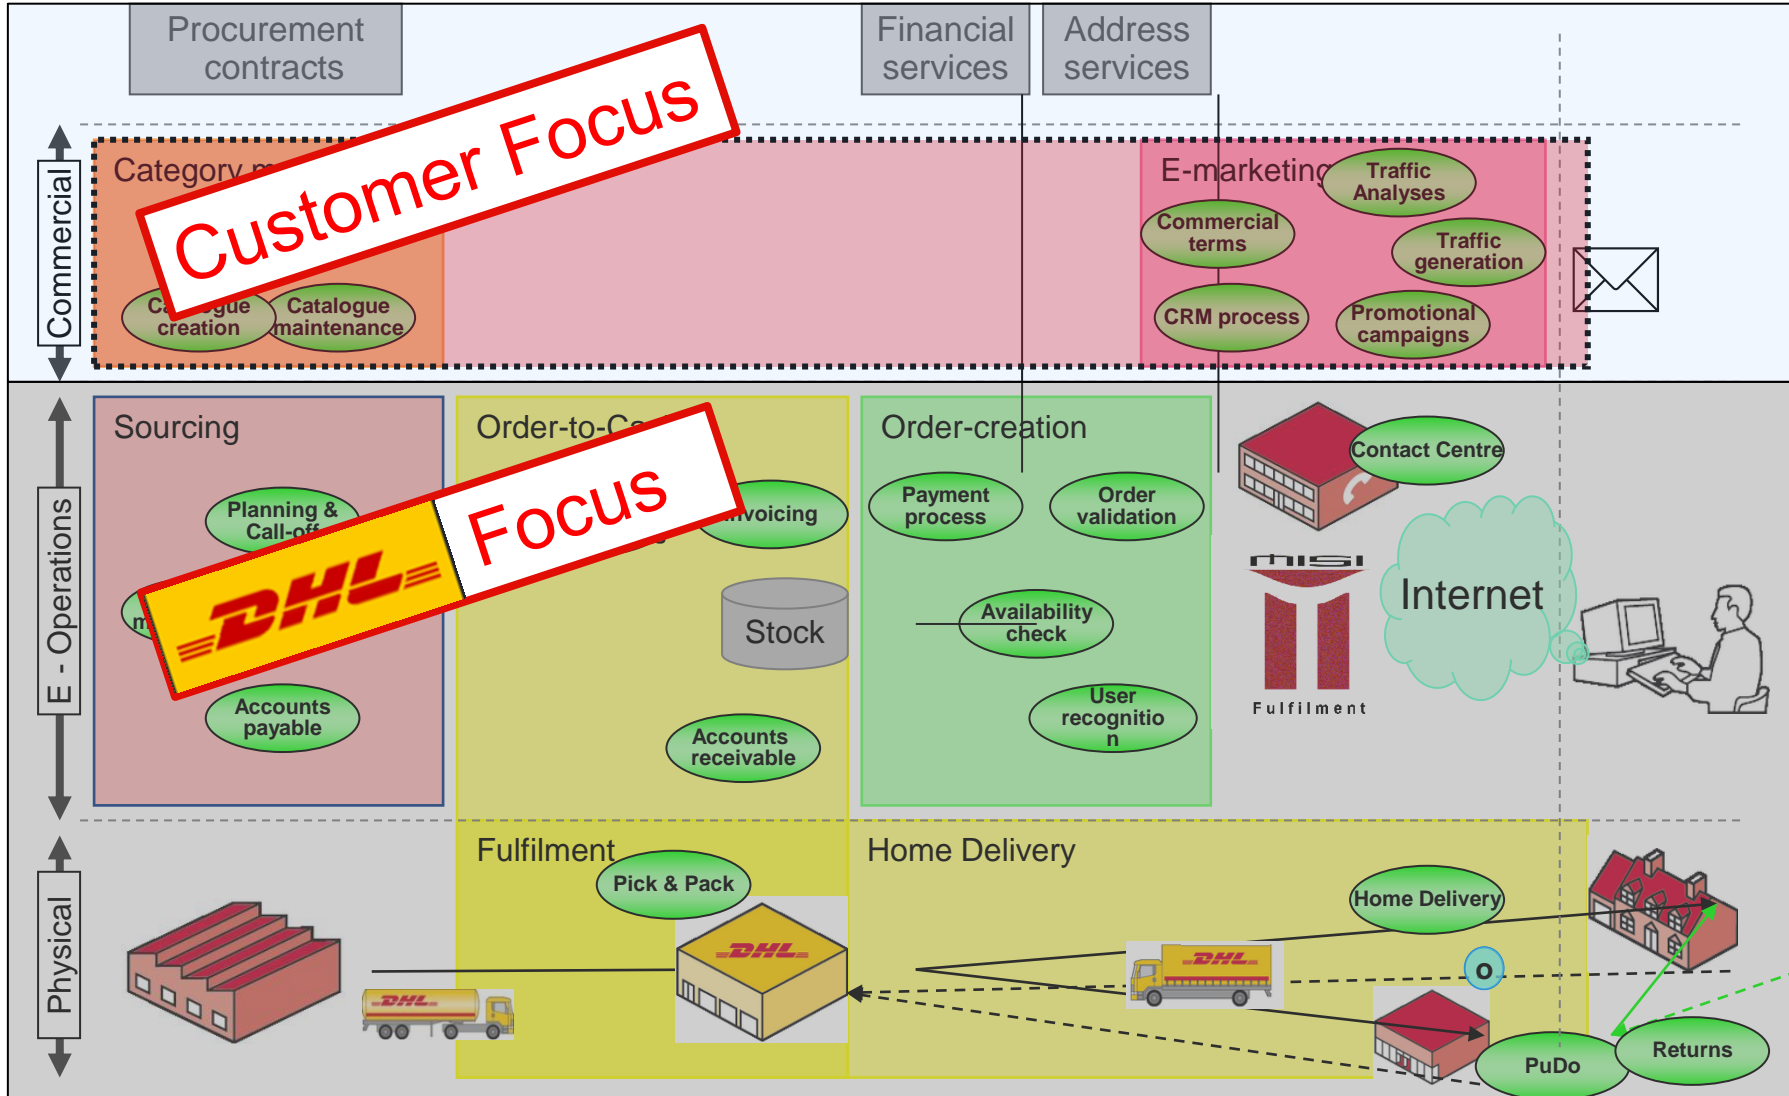 Procurement
contracts
Financial
services
Address
services
Commercial
Category
Customer Focus
E-marketing
Traffic
Analyses
Commercial
terms
Traffic
generation
Catalogue
creation
Catalogue
maintenance
CRM process
Promotional
campaigns
E - Operations
Sourcing
Order-to-
Order-creation
Contact Centre
Planning &
Call-off
DHL
Focus
Invoicing
Payment
process
Order
validation
MISI
Fulfilment
Internet
Stock
Availability
check
Accounts
payable
Accounts
receivable
User
recognitio
n
Physical
Fulfilment
Home Delivery
Pick & Pack
Home Delivery
DHL
DHL
DHL
o
PuDo
Returns